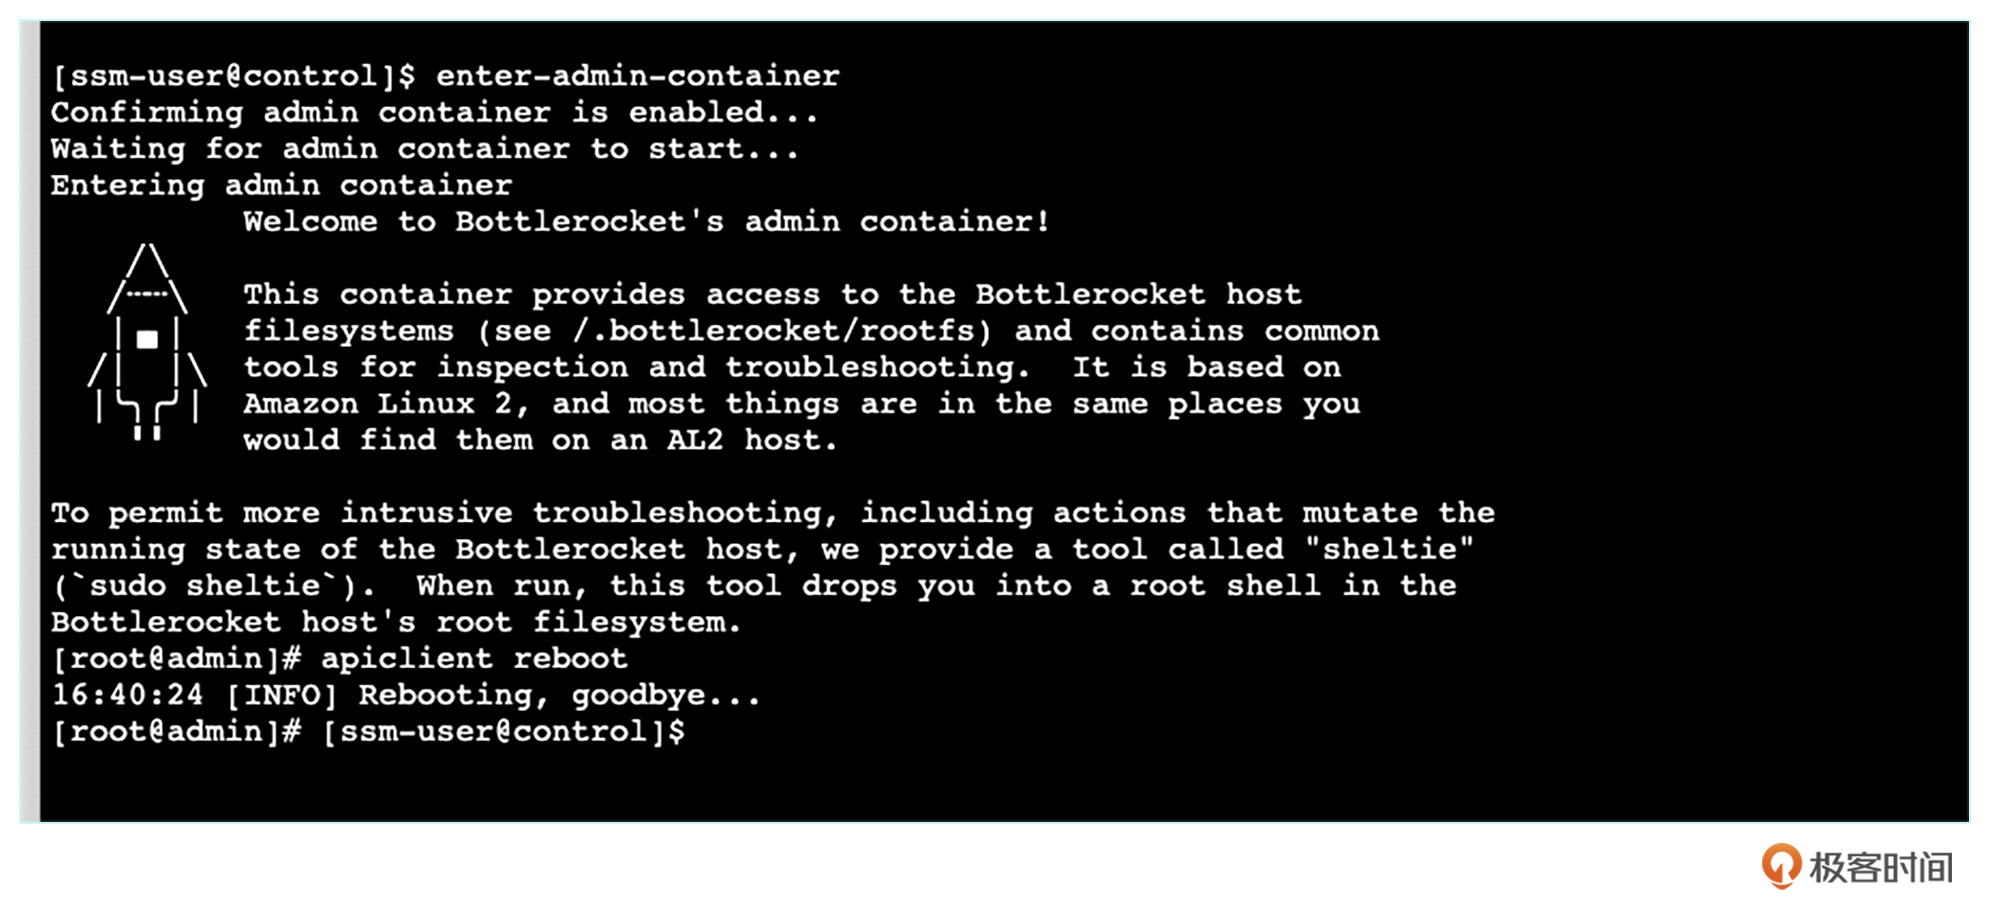 [ssm-user@control]$ enter-admin-container
Confirming admin container is enabled...
Waiting for admin container to start...
Entering admin container
Welcome to Bottlerocket's admin container!
This container provides access to the Bottlerocket host
filesystems (see /.bottlerocket/rootfs) and contains common
tools for inspection and troubleshooting.  It is based on
Amazon Linux 2, and most things are in the same places you
would find them on an AL2 host.
To permit more intrusive troubleshooting, including actions that mutate the
running state of the Bottlerocket host, we provide a tool called "sheltie"
(`sudo sheltie`).  When run, this tool drops you into a root shell in the
Bottlerocket host's root filesystem.
[root@admin]# apiclient reboot
16:40:24 [INFO] Rebooting, goodbye...
[root@admin]# [ssm-user@control]$
极客时间